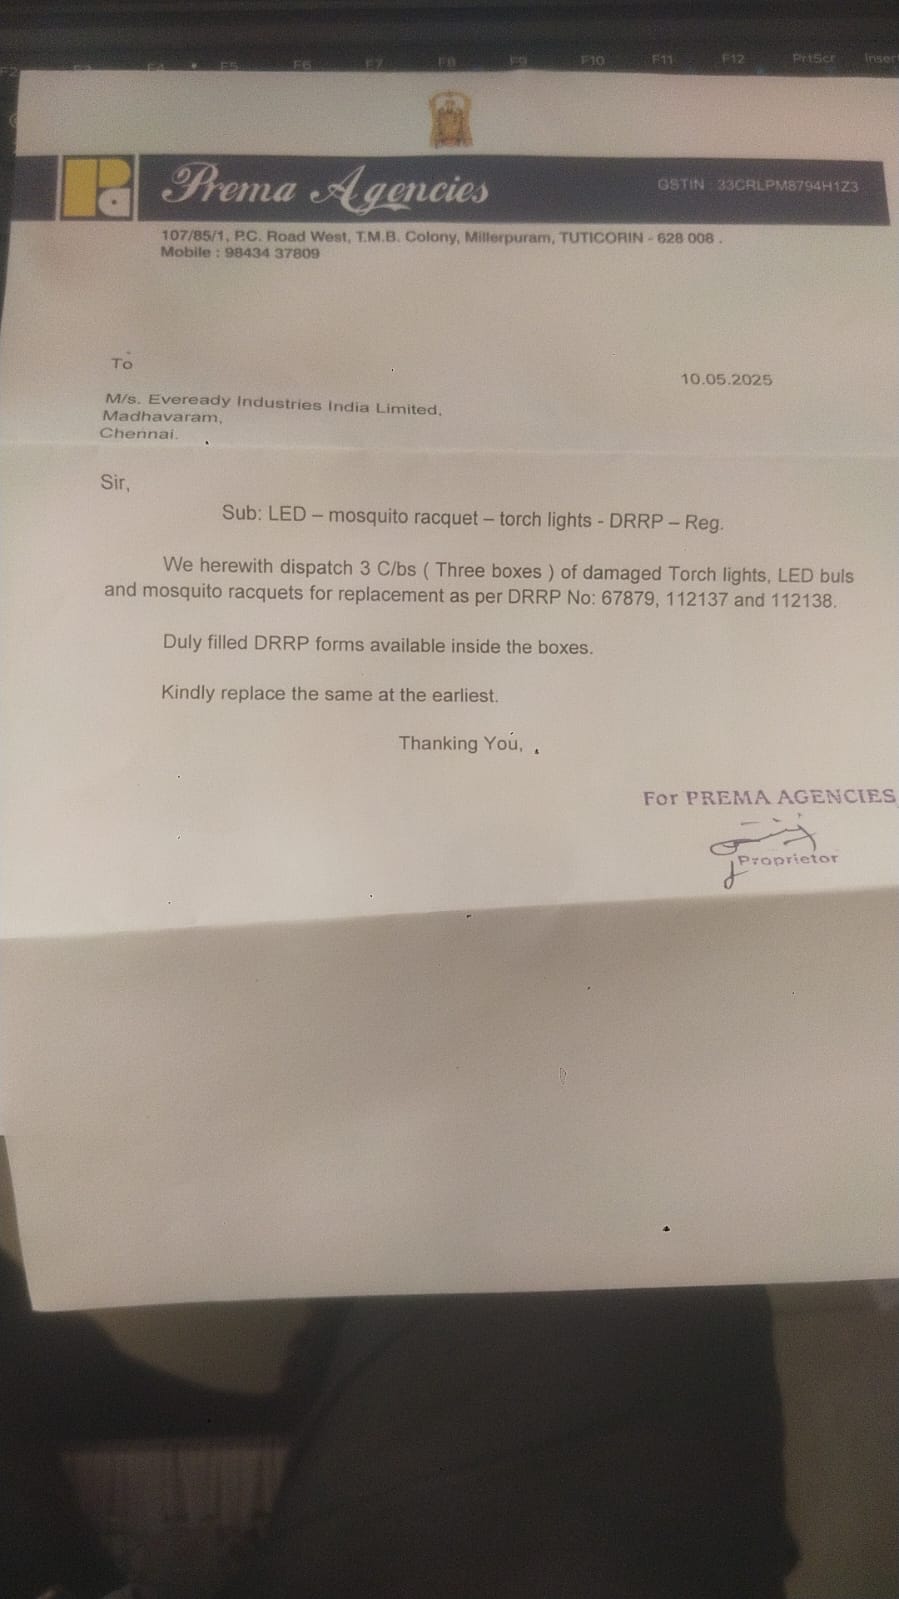 F2 F4 F5 F6 F7 F8 F9 F10 F11 F12 PrtScr Inser
Prema Agencies
GSTIN : 33CRLPM8794H1Z3
107/85/1, P.C. Road West, T.M.B. Colony, Millerpuram, TUTICORIN - 628 008 .
Mobile : 98434 37809
To
10.05.2025
M/s. Eveready Industries India Limited,
Madhavaram,
Chennai.
Sir,
Sub: LED – mosquito racquet – torch lights - DRRP – Reg.
We herewith dispatch 3 C/bs ( Three boxes ) of damaged Torch lights, LED buls
and mosquito racquets for replacement as per DRRP No: 67879, 112137 and 112138.
Duly filled DRRP forms available inside the boxes.
Kindly replace the same at the earliest.
Thanking You,
For PREMA AGENCIES
Proprietor